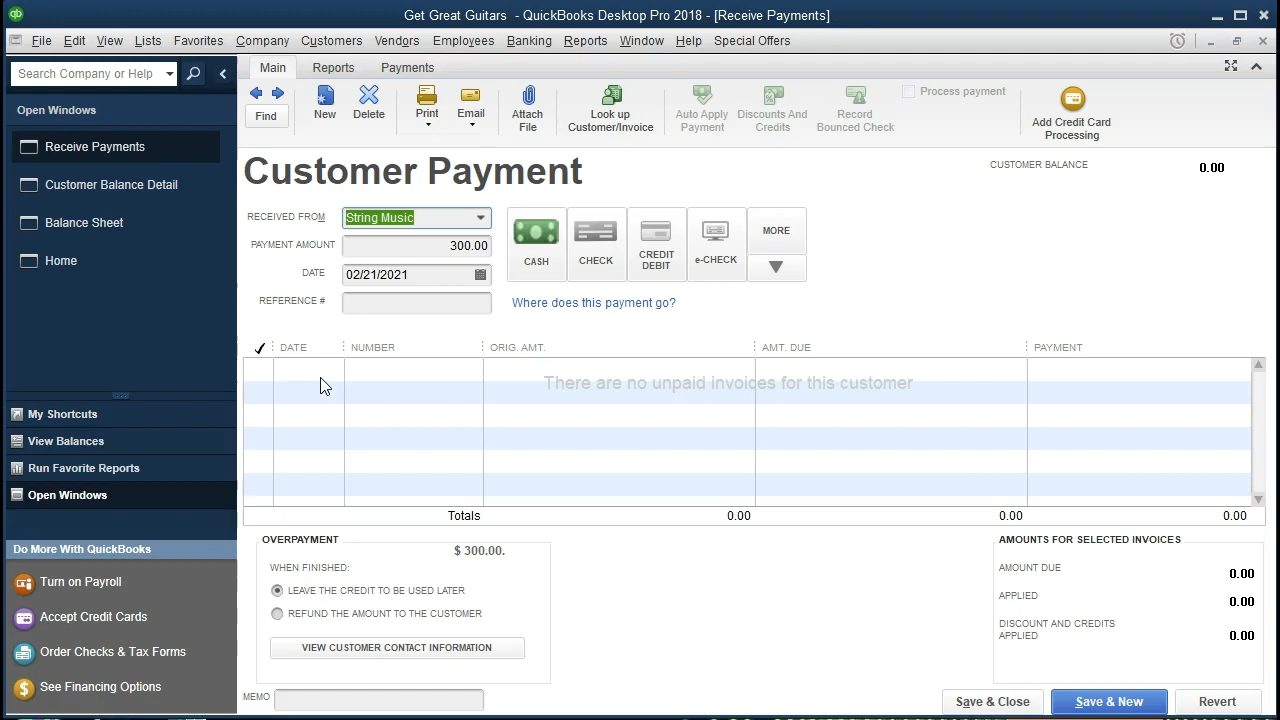 Get Great Guitars - QuickBooks Desktop Pro 2018 - [Receive Payments]
File Edit View Lists Favorites Company Customers Vendors Employees Banking Reports Window Help Special Offers
Search Company or Help
Open Windows
Receive Payments
Customer Balance Detail
Balance Sheet
Home
My Shortcuts
View Balances
Run Favorite Reports
Open Windows
Do More With QuickBooks
Turn on Payroll
Accept Credit Cards
Order Checks & Tax Forms
See Financing Options
Main Reports Payments
Find
New
Delete
Print
Email
Attach
File
Look up
Customer/Invoice
Auto Apply
Payment
Discounts And
Credits
Record
Bounced Check
Process payment
Add Credit Card
Processing
Customer Payment
CUSTOMER BALANCE 0.00
RECEIVED FROM String Music
PAYMENT AMOUNT 300.00
DATE 02/21/2021
REFERENCE #
CASH
CHECK
CREDIT
DEBIT
e-CHECK
MORE
Where does this payment go?
✓ DATE NUMBER ORIG. AMT. AMT. DUE PAYMENT
There are no unpaid invoices for this customer
Totals 0.00 0.00 0.00
OVERPAYMENT
$ 300.00.
WHEN FINISHED:
LEAVE THE CREDIT TO BE USED LATER
REFUND THE AMOUNT TO THE CUSTOMER
VIEW CUSTOMER CONTACT INFORMATION
AMOUNTS FOR SELECTED INVOICES
AMOUNT DUE 0.00
APPLIED 0.00
DISCOUNT AND CREDITS
APPLIED 0.00
MEMO
Save & Close Save & New Revert